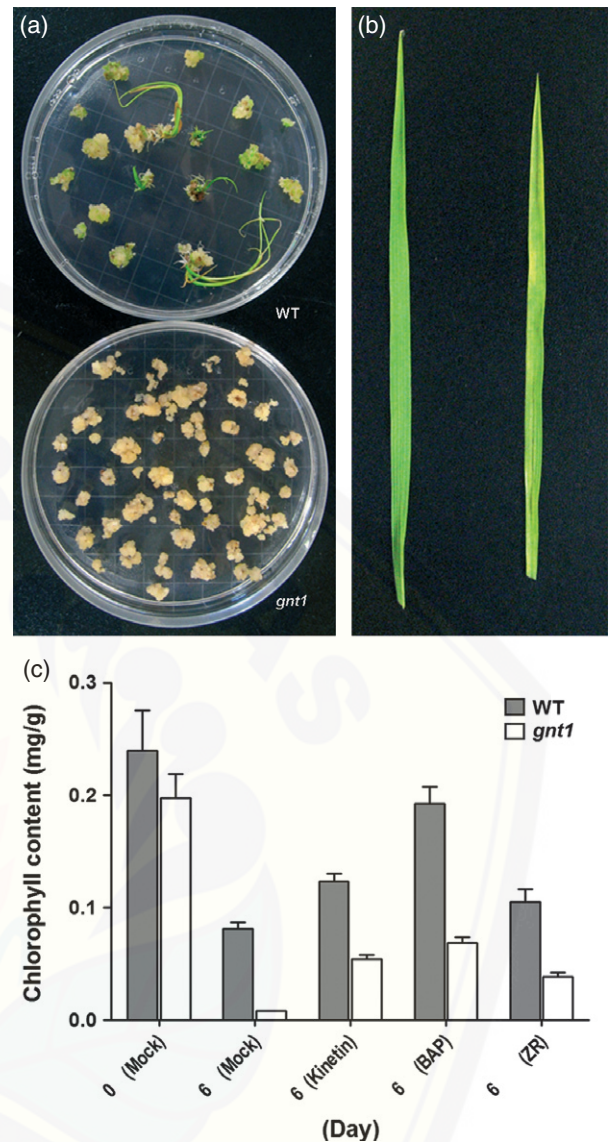 (a)
WT
gnt1
(b)
(c)
Chlorophyll content (mg/g)
0.3
0.2
0.1
0.0
WT
gnt1
0 (Mock)
6 (Mock)
6 (Kinetin)
6 (BAP)
6 (ZR)
(Day)